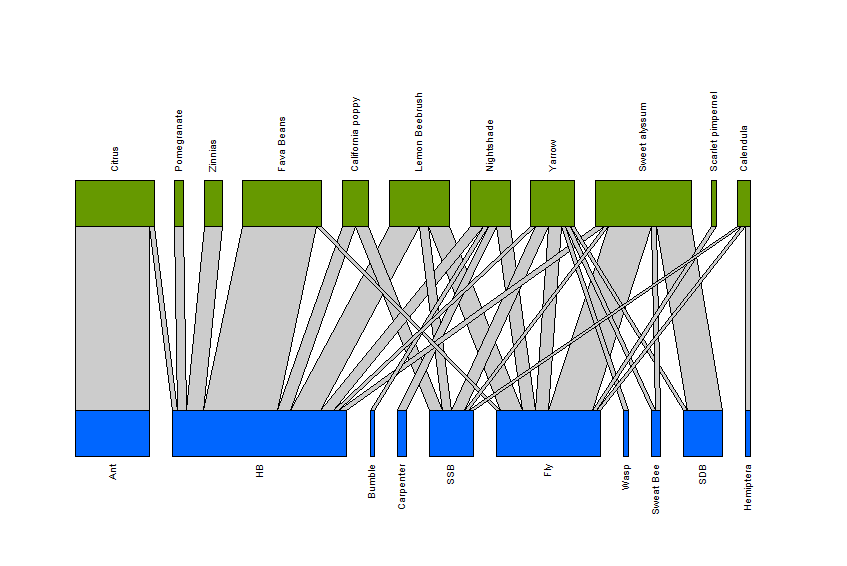 Citrus
Pomegranate
Zinnias
Fava Beans
California poppy
Lemon Beebrush
Nightshade
Yarrow
Sweet alyssum
Scarlet pimpernel
Calendula
Ant
HB
Bumble
Carpenter
SSB
Fly
Wasp
Sweat Bee
SDB
Hemiptera